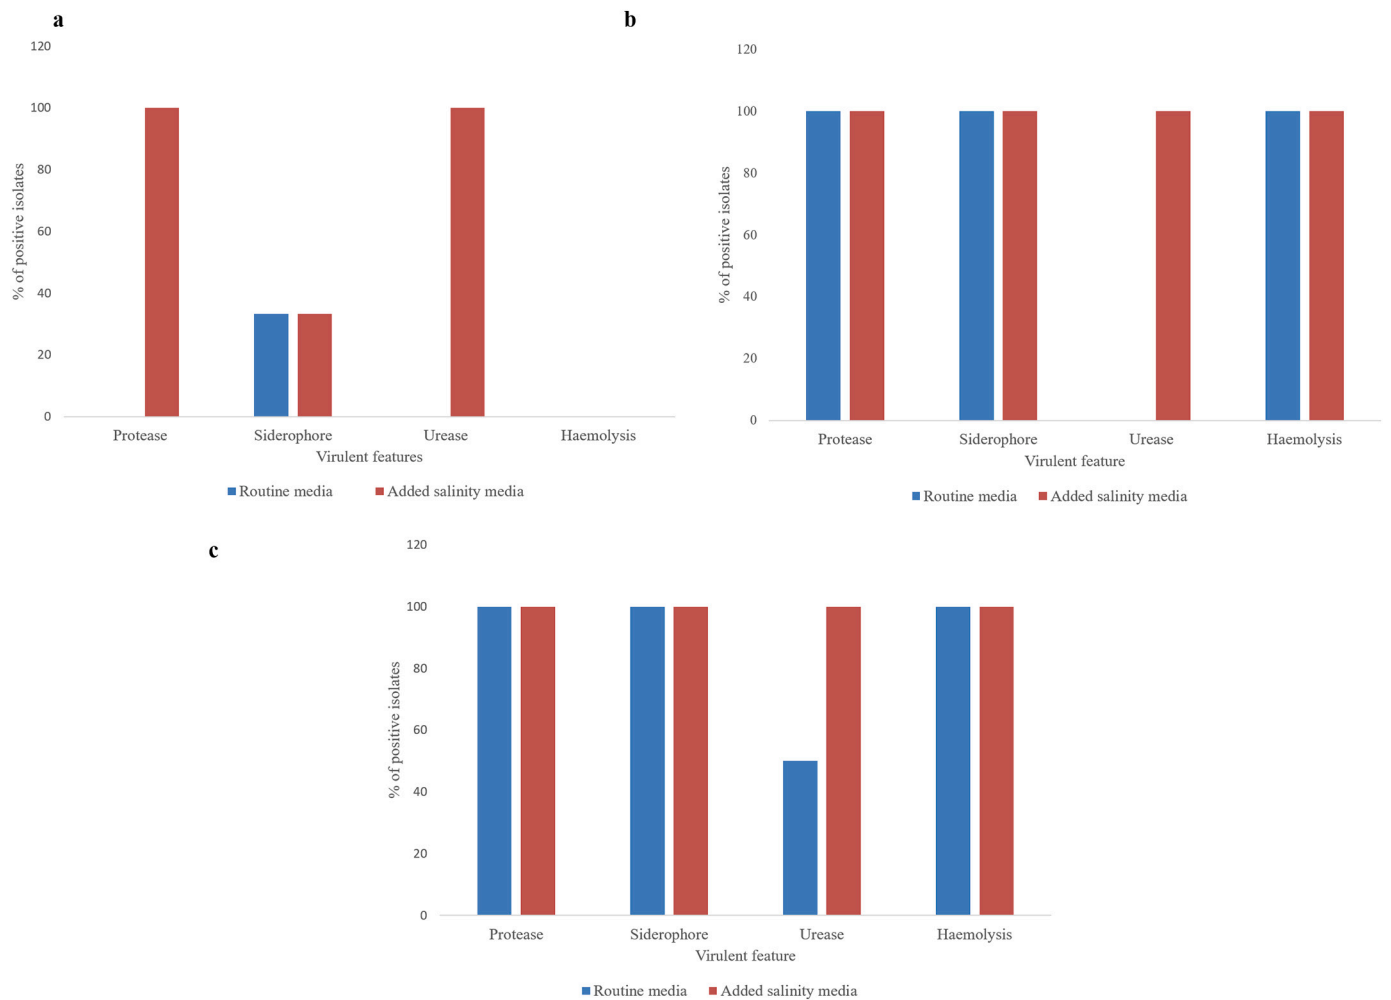 a
120
100
80
60
40
20
0
% of positive isolates
Protease Siderophore Urease Haemolysis
Virulent features
Routine media Added salinity media
b
120
100
80
60
40
20
0
% of positive isolates
Protease Siderophore Urease Haemolysis
Virulent feature
Routine media Added salinity media
c
120
100
80
60
40
20
0
% of positive isolates
Protease Siderophore Urease Haemolysis
Virulent feature
Routine media Added salinity media